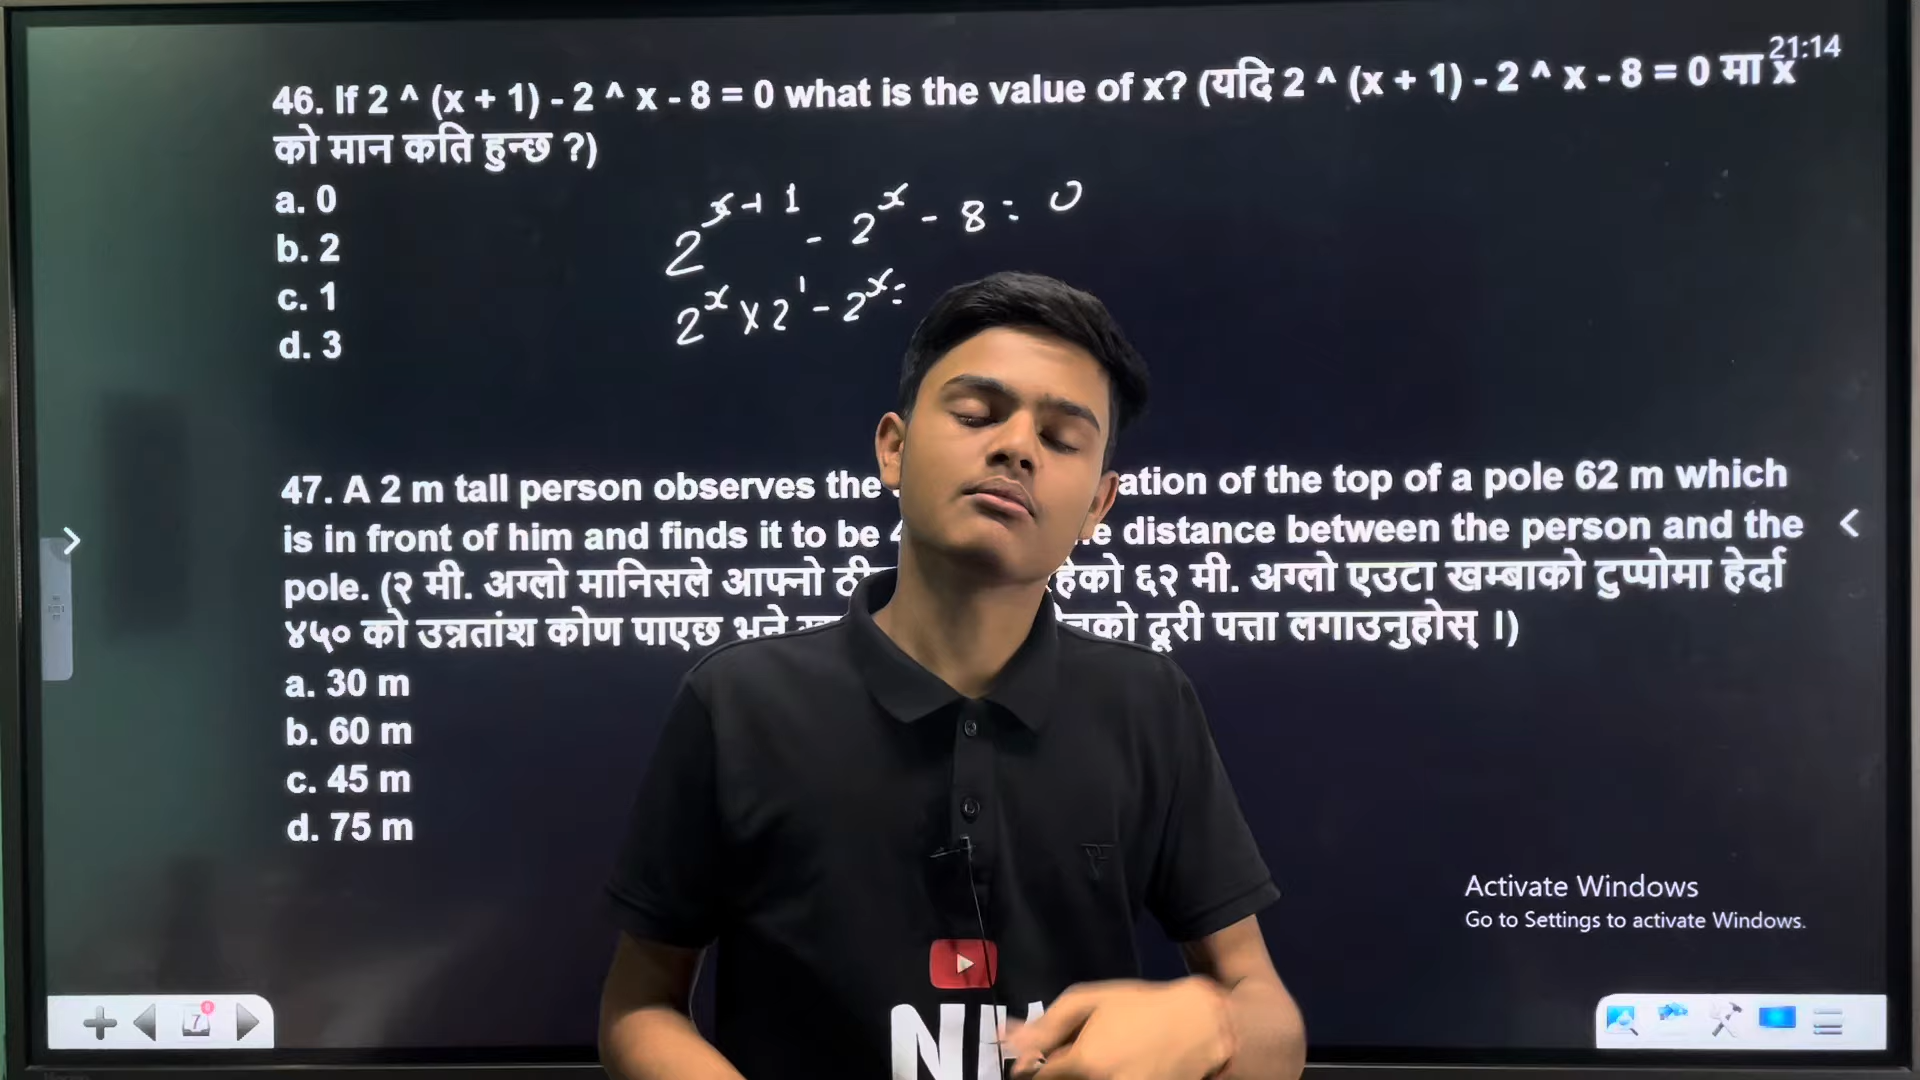 21:14
46. If 2 ^ (x + 1) - 2 ^ x - 8 = 0 what is the value of x? (यदि 2 ^ (x + 1) - 2 ^ x - 8 = 0 मा x
को मान कति हुन्छ ?)
a. 0
b. 2
c. 1
d. 3
2^{x+1} - 2^x - 8 = 0
2^x × 2^1 - 2^x =
47. A 2 m tall person observes the ation of the top of a pole 62 m which
is in front of him and finds it to be distance between the person and the
pole. (२ मी. अग्लो मानिसले आफ्नो ६२ मी. अग्लो एउटा खम्बाको टुप्पोमा हेर्दा
४५० को उन्नतांश कोण पाएछ भने दूरी पत्ता लगाउनुहोस् ।)
a. 30 m
b. 60 m
c. 45 m
d. 75 m
Activate Windows
Go to Settings to activate Windows.
7